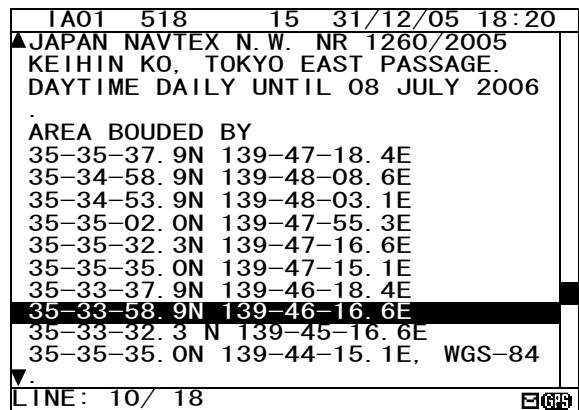 IA01 518 15 31/12/05 18:20
▲JAPAN NAVTEX N.W. NR 1260/2005
KEIHIN KO, TOKYO EAST PASSAGE.
DAYTIME DAILY UNTIL 08 JULY 2006
.
AREA BOUDED BY
35-35-37.9N 139-47-18.4E
35-34-58.9N 139-48-08.6E
35-34-53.9N 139-48-03.1E
35-35-02.0N 139-47-55.3E
35-35-32.3N 139-47-16.6E
35-35-35.0N 139-47-15.1E
35-33-37.9N 139-46-18.4E
35-33-58.9N 139-46-16.6E
35-33-32.3 N 139-45-16.6E
35-35-35.0N 139-44-15.1E, WGS-84
▼.
LINE: 10/ 18 GPS